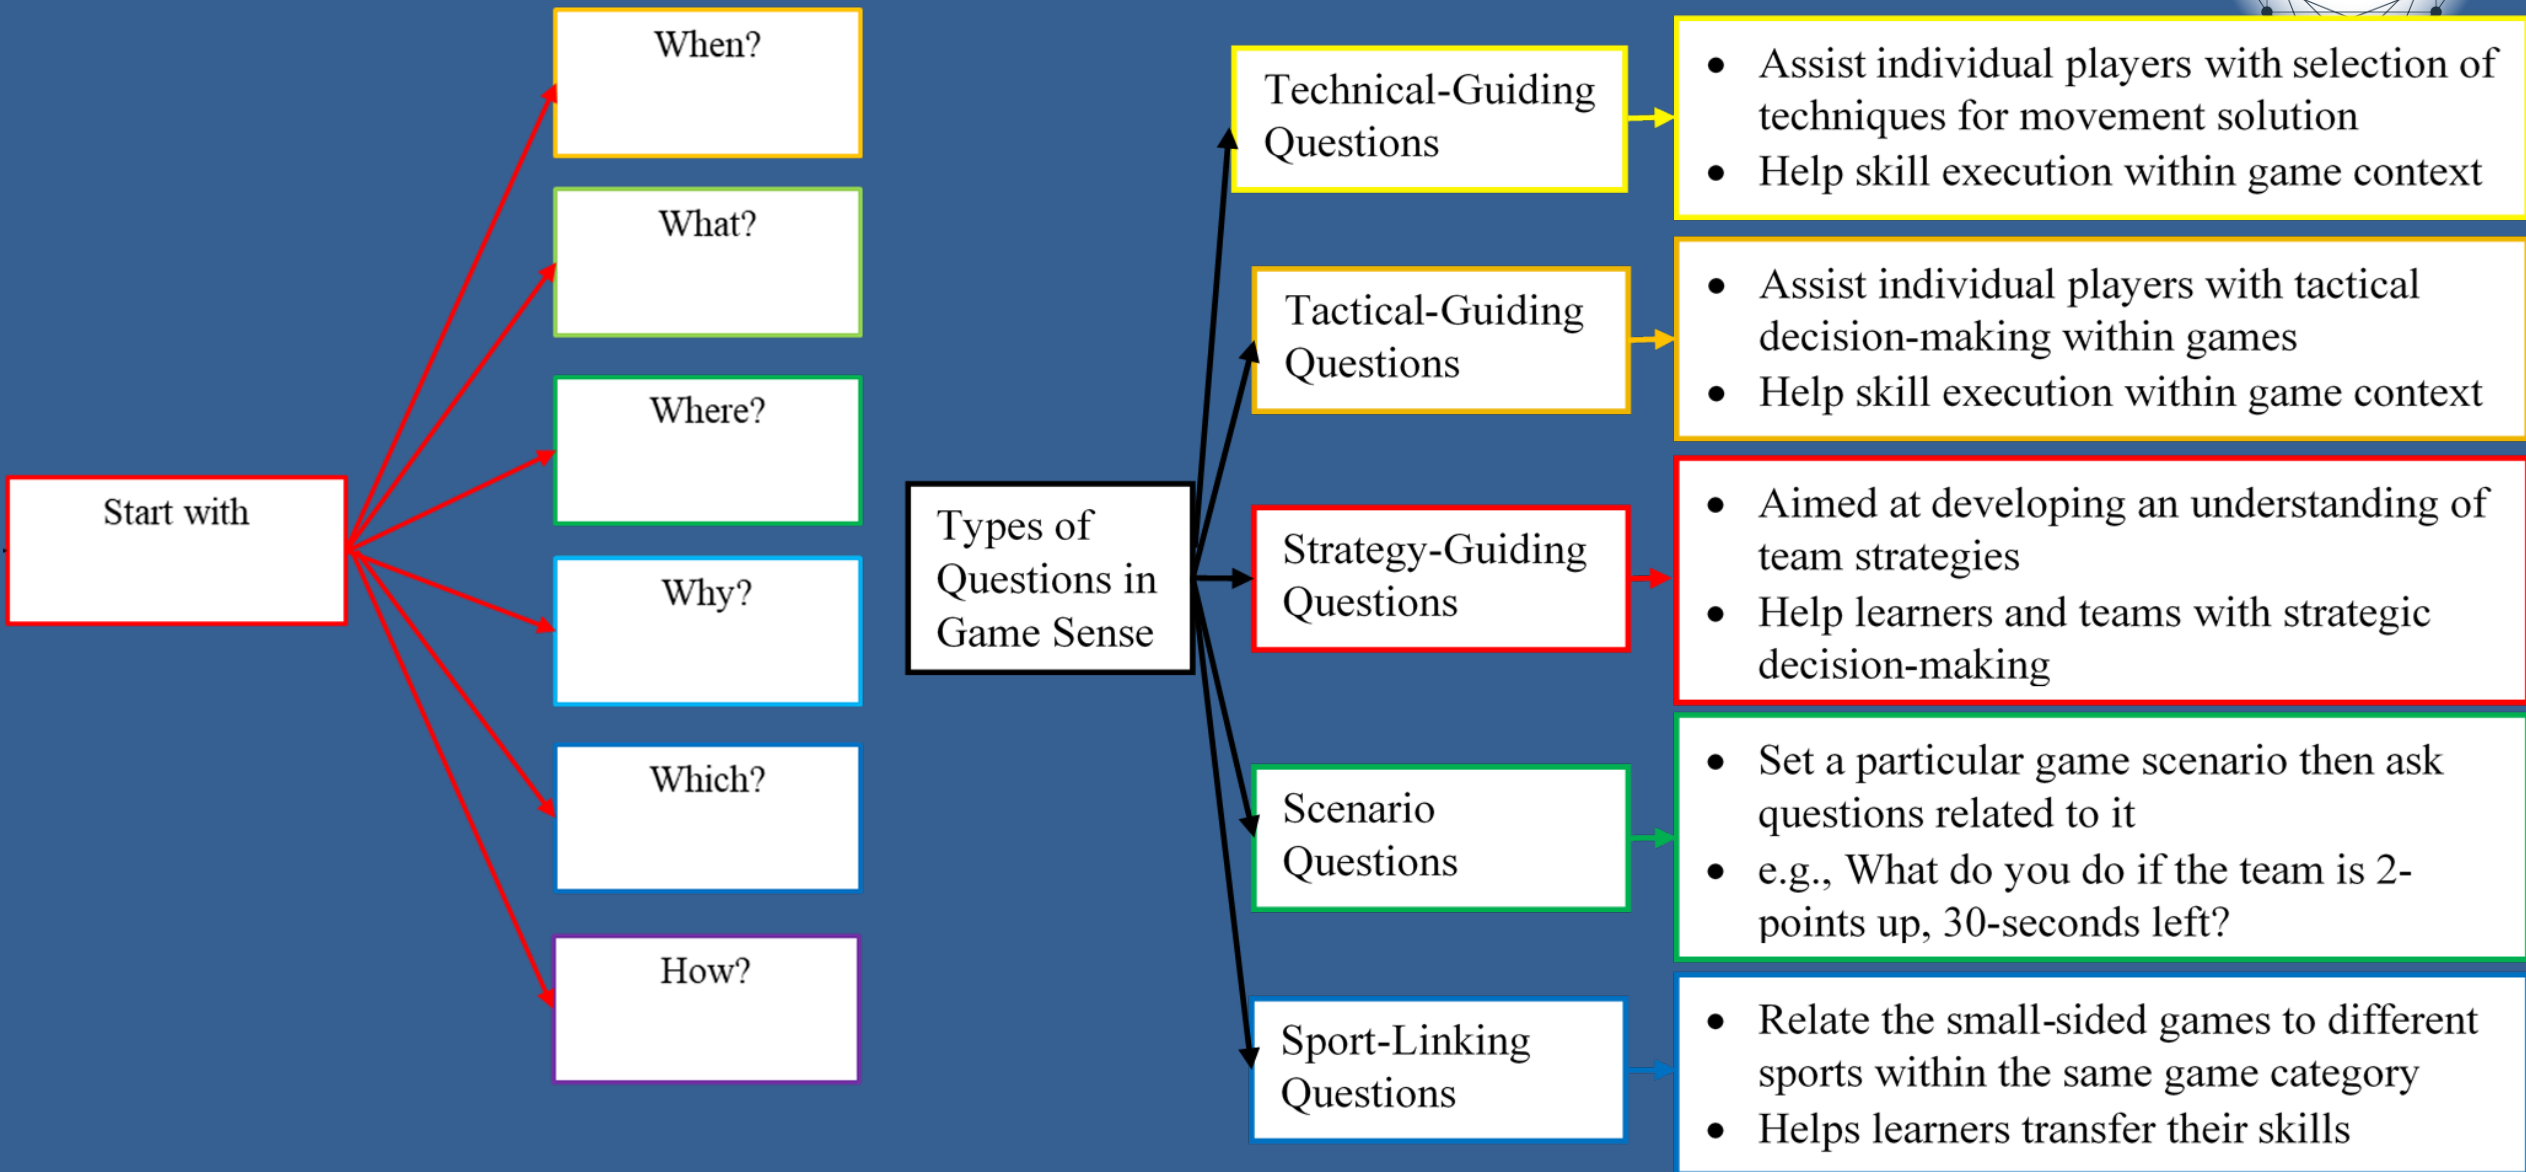 Start with
When?
What?
Where?
Why?
Which?
How?
Types of
Questions in
Game Sense
Technical-Guiding
Questions
• Assist individual players with selection of
techniques for movement solution
• Help skill execution within game context
Tactical-Guiding
Questions
• Assist individual players with tactical
decision-making within games
• Help skill execution within game context
Strategy-Guiding
Questions
• Aimed at developing an understanding of
team strategies
• Help learners and teams with strategic
decision-making
Scenario
Questions
• Set a particular game scenario then ask
questions related to it
• e.g., What do you do if the team is 2-
points up, 30-seconds left?
Sport-Linking
Questions
• Relate the small-sided games to different
sports within the same game category
• Helps learners transfer their skills